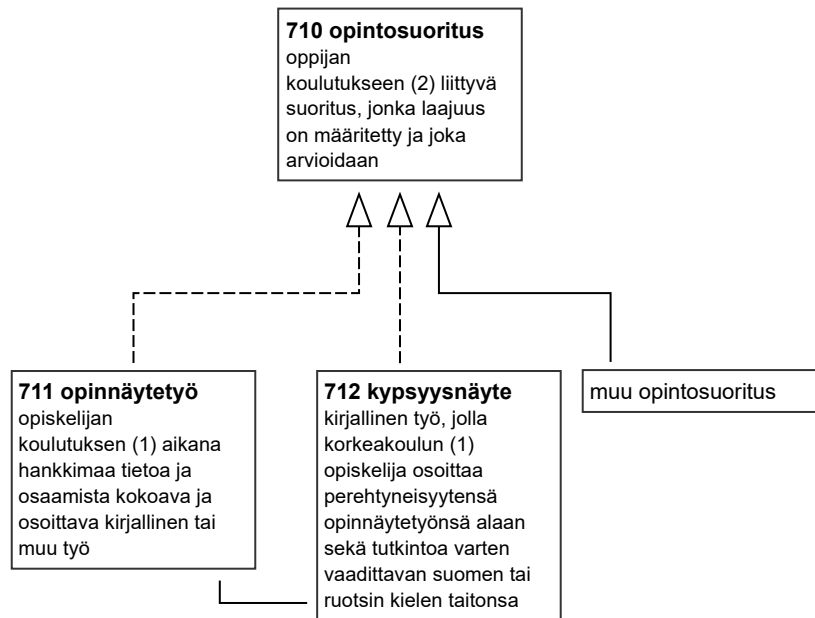 710 opintosuoritus
oppijan
koulutukseen (2) liittyvä
suoritus, jonka laajuus
on määritetty ja joka
arvioidaan
711 opinnäytetyö
opiskelijan
koulutuksen (1) aikana
hankkimaa tietoa ja
osaamista kokoava ja
osoittava kirjallinen tai
muu työ
712 kypsyysnäyte
kirjallinen työ, jolla
korkeakoulun (1)
opiskelija osoittaa
perehtyneisyytensä
opinnäytetyönsä alaan
sekä tutkintoa varten
vaadittavan suomen tai
ruotsin kielen taitonsa
muu opintosuoritus